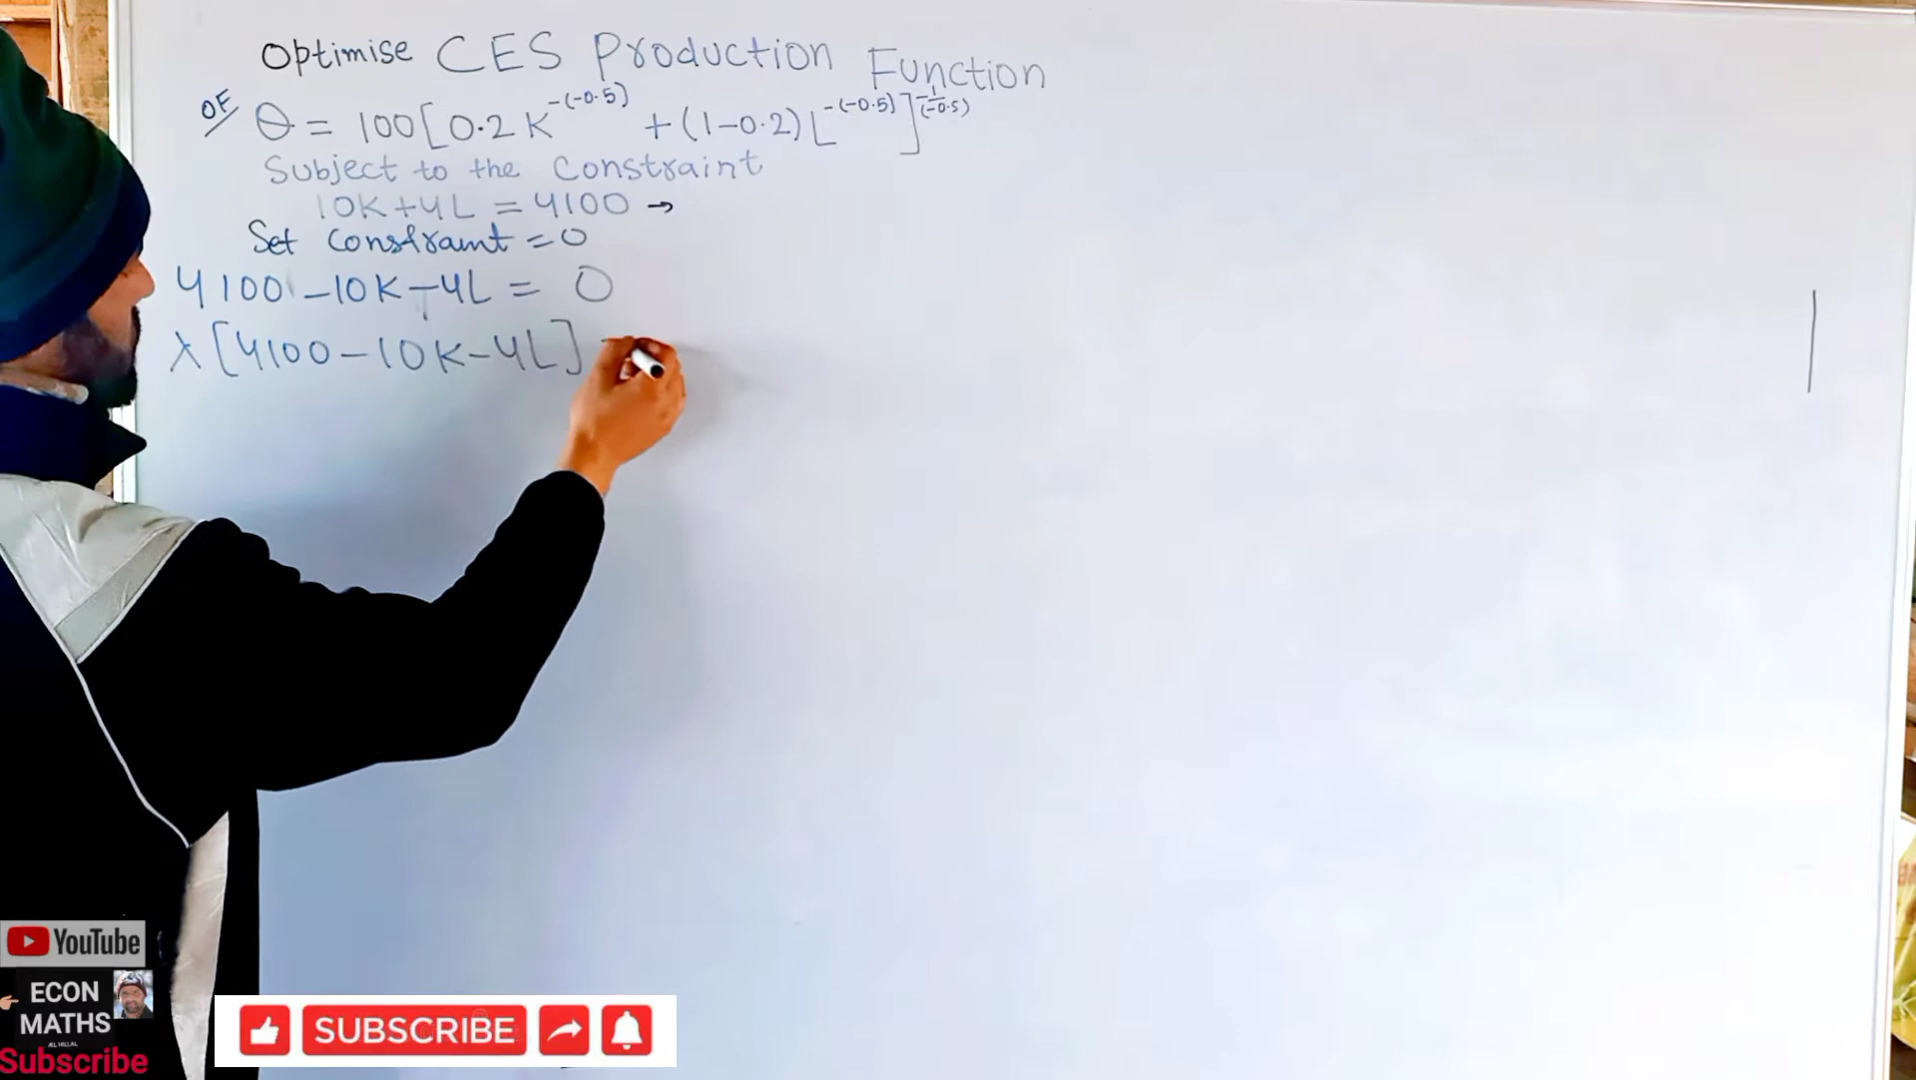 Optimise CES Production Function
OF θ = 100[0.2K^-(-0.5) + (1-0.2)L^-(-0.5)]^-1/(-0.5)
Subject to the Constraint
10K+4L = 4100 →
Set Constraint = 0
4100 -10K-4L = 0
λ[4100-10K-4L]
YouTube
ECON
MATHS
Subscribe
SUBSCRIBE